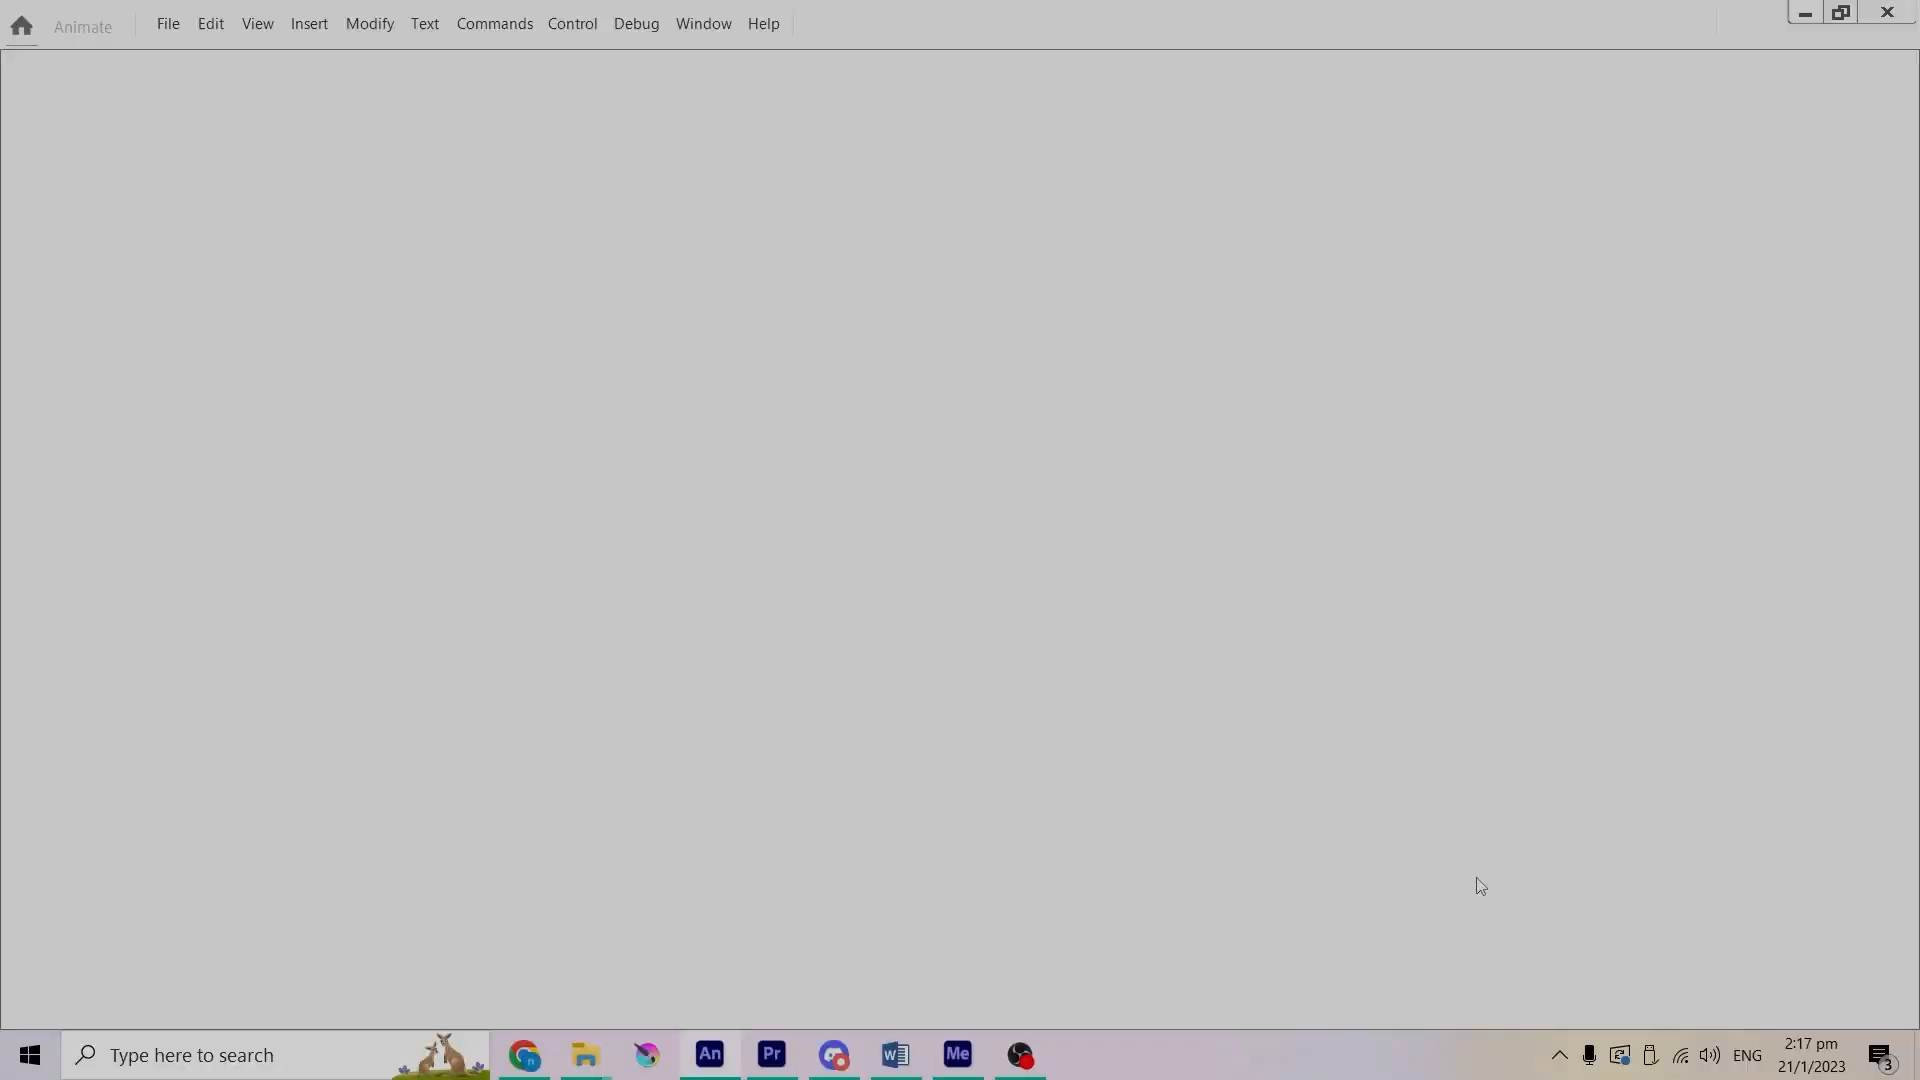 Animate File Edit View Insert Modify Text Commands Control Debug Window Help
Type here to search
An Pr Me
ENG
2:17 pm
21/1/2023
3